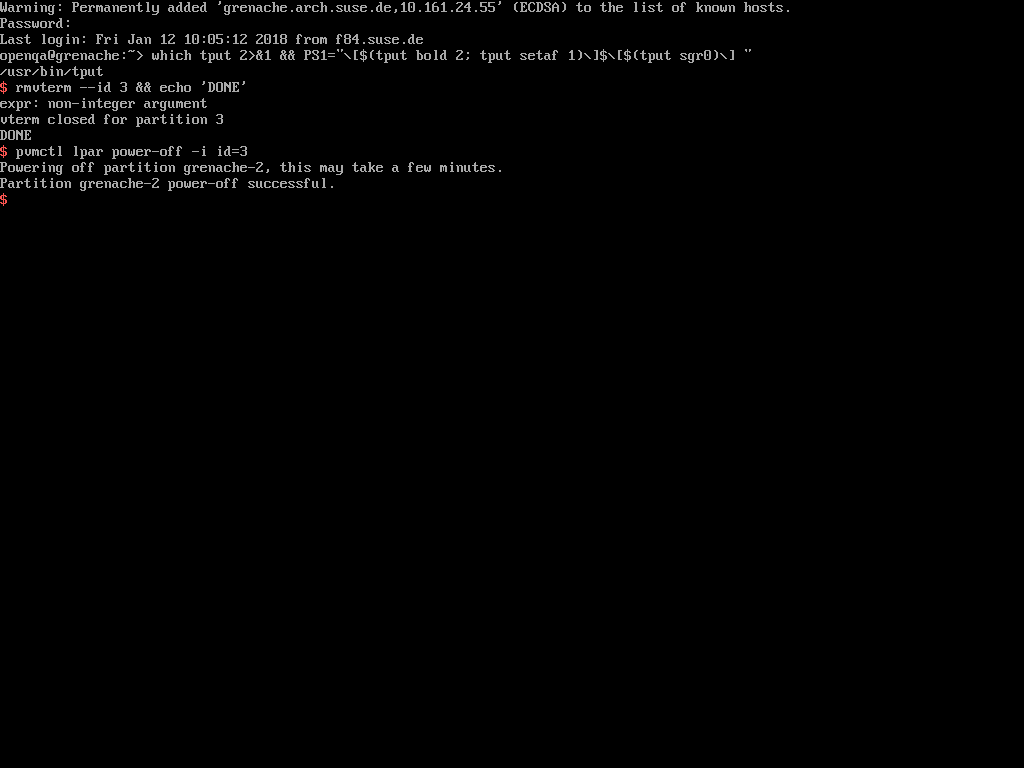 Warning: Permanently added 'grenache.arch.suse.de,10.161.24.55' (ECDSA) to the list of known hosts.
Password:
Last login: Fri Jan 12 10:05:12 2018 from f84.suse.de
openqa@grenache:~> which tput 2>&1 && PS1="\[$(tput bold 2; tput setaf 1)\]$\[$(tput sgr0)\] "
/usr/bin/tput
$ rmvterm --id 3 && echo 'DONE'
expr: non-integer argument
vterm closed for partition 3
DONE
$ pvmctl lpar power-off -i id=3
Powering off partition grenache-2, this may take a few minutes.
Partition grenache-2 power-off successful.
$